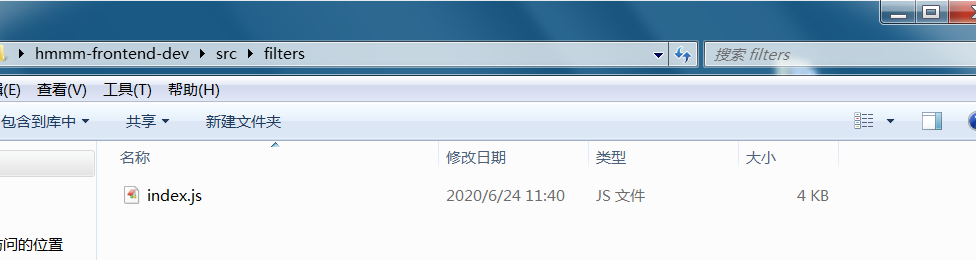 hmmm-frontend-dev src filters 搜索 filters
(E) 查看(V) 工具(T) 帮助(H)
包含到库中 共享 新建文件夹
名称 修改日期 类型 大小
index.js 2020/6/24 11:40 JS 文件 4 KB
问的位置